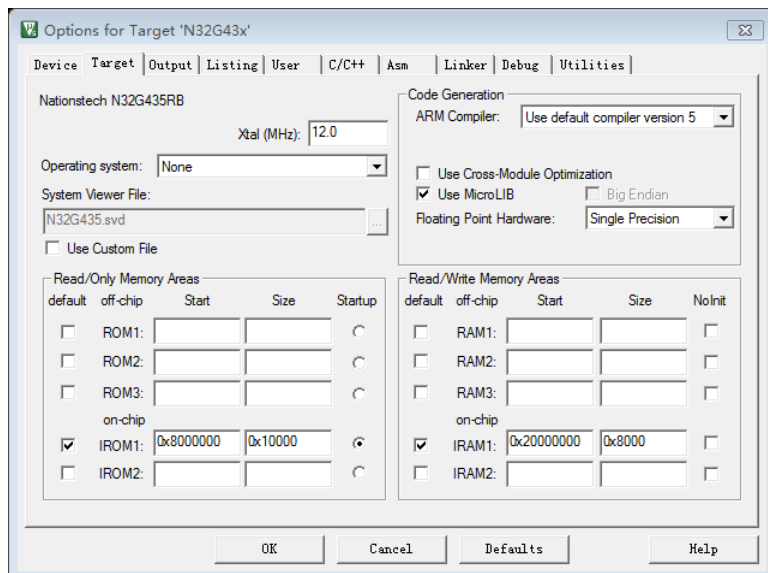 Options for Target 'N32G43x'
Device Target Output Listing User C/C++ Asm Linker Debug Utilities
Nationstech N32G435RB
Xtal (MHz): 12.0
Operating system: None
System Viewer File:
N32G435.svd ...
Use Custom File
Code Generation
ARM Compiler: Use default compiler version 5
Use Cross-Module Optimization
Use MicroLIB Big Endian
Floating Point Hardware: Single Precision
Read/Only Memory Areas
default off-chip Start Size Startup
ROM1:
ROM2:
ROM3:
on-chip
IROM1: 0x8000000 0x10000
IROM2:
Read/Write Memory Areas
default off-chip Start Size NoInit
RAM1:
RAM2:
RAM3:
on-chip
IRAM1: 0x20000000 0x8000
IRAM2:
OK Cancel Defaults Help